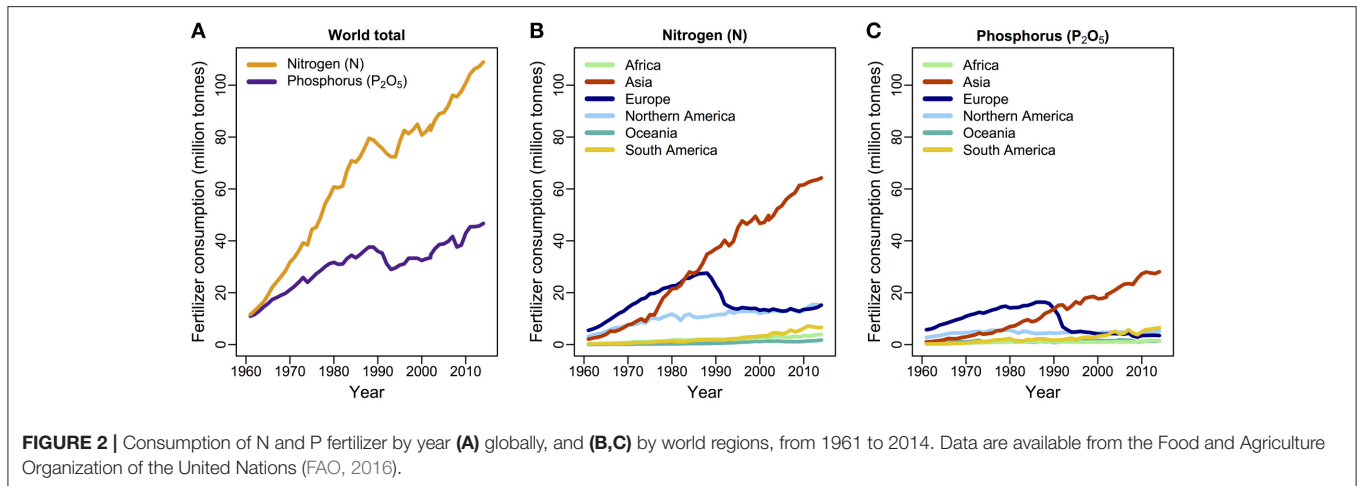 A
World total
Nitrogen (N)
Phosphorus (P₂O₅)
Fertilizer consumption (million tonnes)
0
20
40
60
80
100
1960
1970
1980
1990
2000
2010
Year
B
Nitrogen (N)
Africa
Asia
Europe
Northern America
Oceania
South America
Fertilizer consumption (million tonnes)
0
20
40
60
80
100
1960
1970
1980
1990
2000
2010
Year
C
Phosphorus (P₂O₅)
Africa
Asia
Europe
Northern America
Oceania
South America
Fertilizer consumption (million tonnes)
0
20
40
60
80
100
1960
1970
1980
1990
2000
2010
Year
FIGURE 2 | Consumption of N and P fertilizer by year (A) globally, and (B,C) by world regions, from 1961 to 2014. Data are available from the Food and Agriculture
Organization of the United Nations (FAO, 2016).